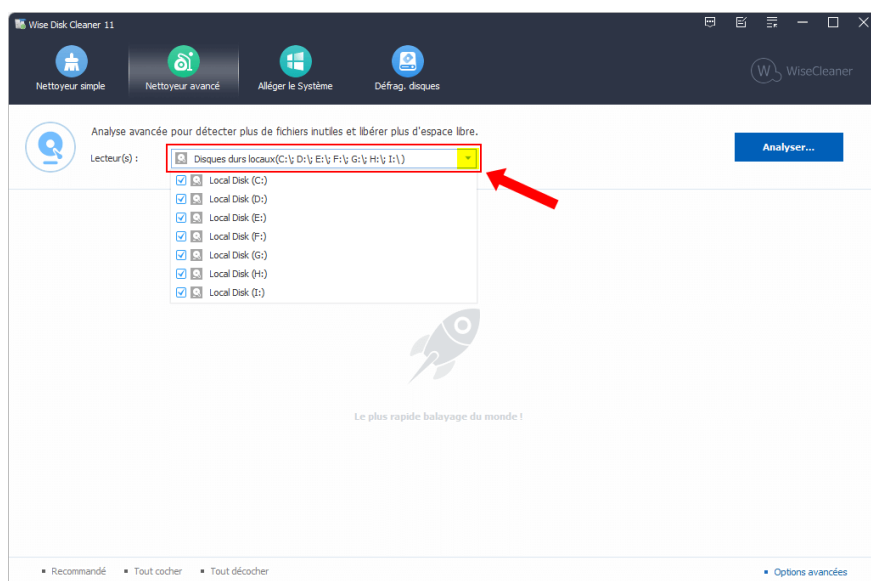 Wise Disk Cleaner 11
Nettoyeur simple
Nettoyeur avancé
Alléger le Système
Défrag. disques
W WiseCleaner
Analyse avancée pour détecter plus de fichiers inutiles et libérer plus d'espace libre.
Lecteur(s) :
Disques durs locaux(C:\; D:\; E:\; F:\; G:\; H:\; I:\)
Analyser...
Local Disk (C:)
Local Disk (D:)
Local Disk (E:)
Local Disk (F:)
Local Disk (G:)
Local Disk (H:)
Local Disk (I:)
Le plus rapide balayage du monde !
Recommandé
Tout cocher
Tout décocher
Options avancées